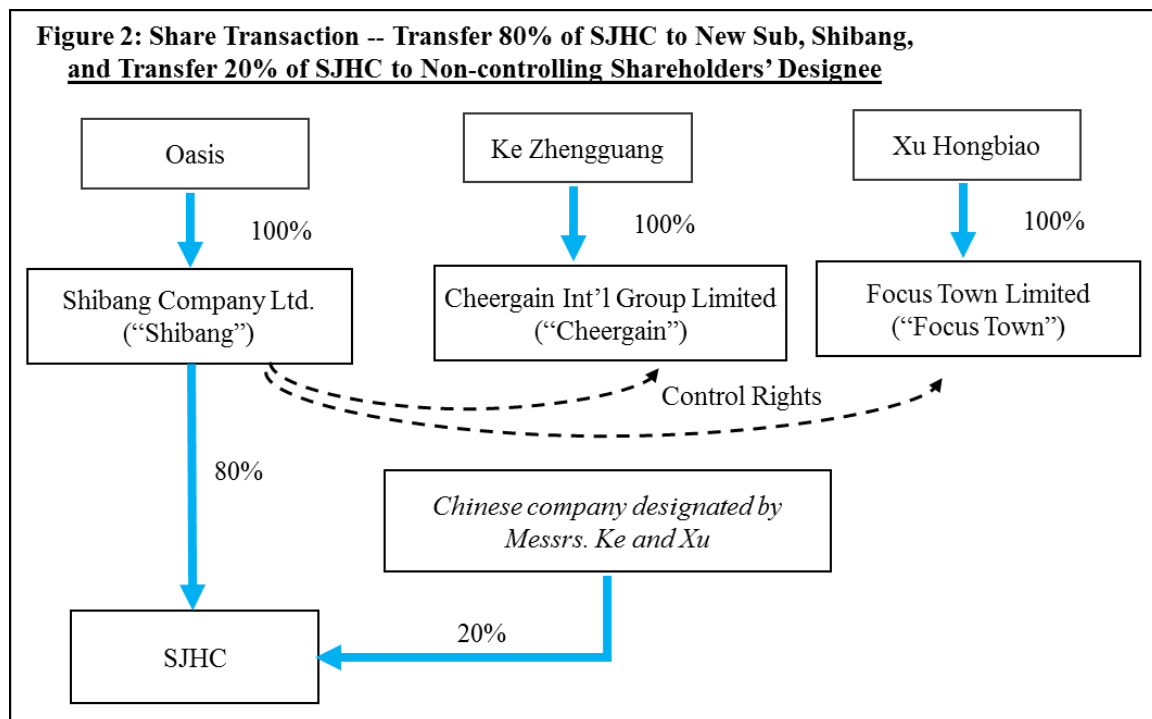 Figure 2: Share Transaction -- Transfer 80% of SJHC to New Sub, Shibang,
and Transfer 20% of SJHC to Non-controlling Shareholders’ Designee
Oasis
Ke Zhengguang
Xu Hongbiao
100%
100%
100%
Shibang Company Ltd.
(“Shibang”)
Cheergain Int’l Group Limited
(“Cheergain”)
Focus Town Limited
(“Focus Town”)
Control Rights
80%
Chinese company designated by
Messrs. Ke and Xu
20%
SJHC